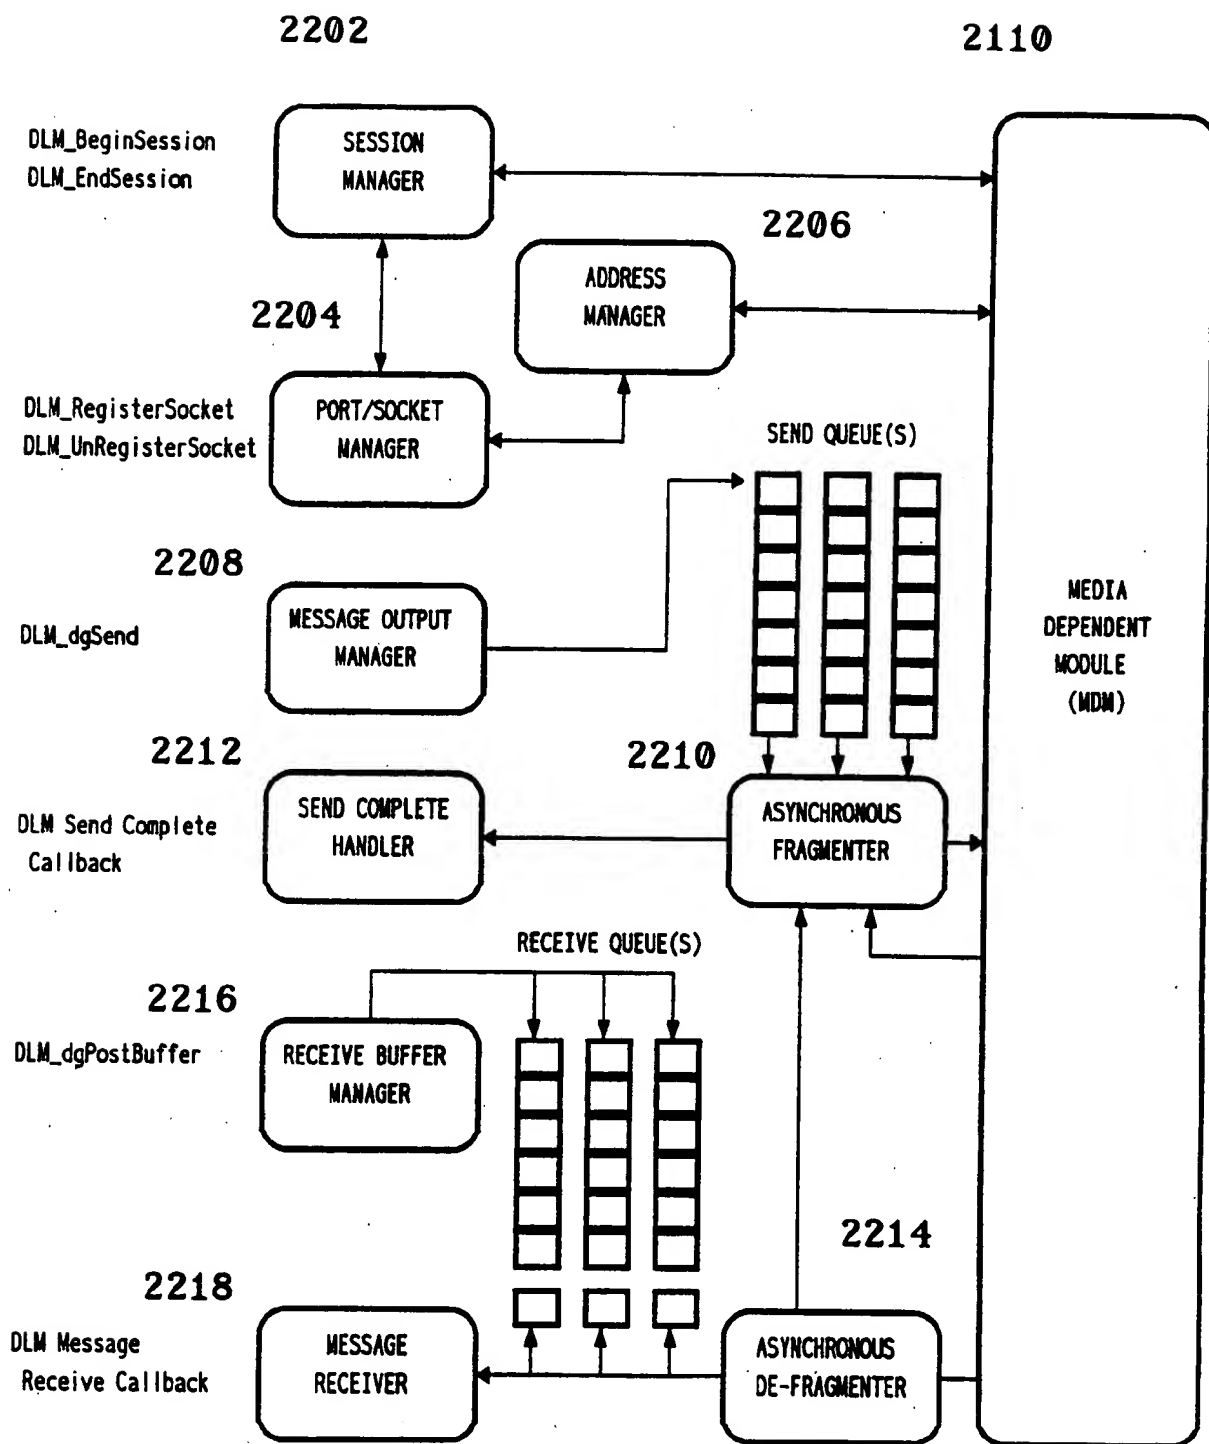 2202
2110
DLM_BeginSession
DLM_EndSession
SESSION
MANAGER
2206
ADDRESS
MANAGER
2204
DLM_RegisterSocket
DLM_UnRegisterSocket
PORT/SOCKET
MANAGER
SEND QUEUE(S)
2208
DLM_dgSend
MESSAGE OUTPUT
MANAGER
MEDIA
DEPENDENT
MODULE
(MDM)
2212
2210
DLM Send Complete
Callback
SEND COMPLETE
HANDLER
ASYNCHRONOUS
FRAGMENTER
RECEIVE QUEUE(S)
2216
DLM_dgPostBuffer
RECEIVE BUFFER
MANAGER
2214
2218
DLM Message
Receive Callback
MESSAGE
RECEIVER
ASYNCHRONOUS
DE-FRAGMENTER